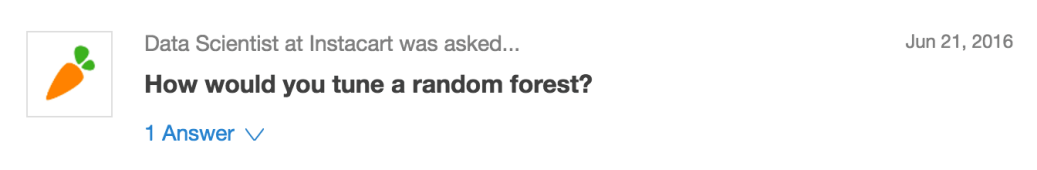 Data Scientist at Instacart was asked...
Jun 21, 2016
How would you tune a random forest?
1 Answer